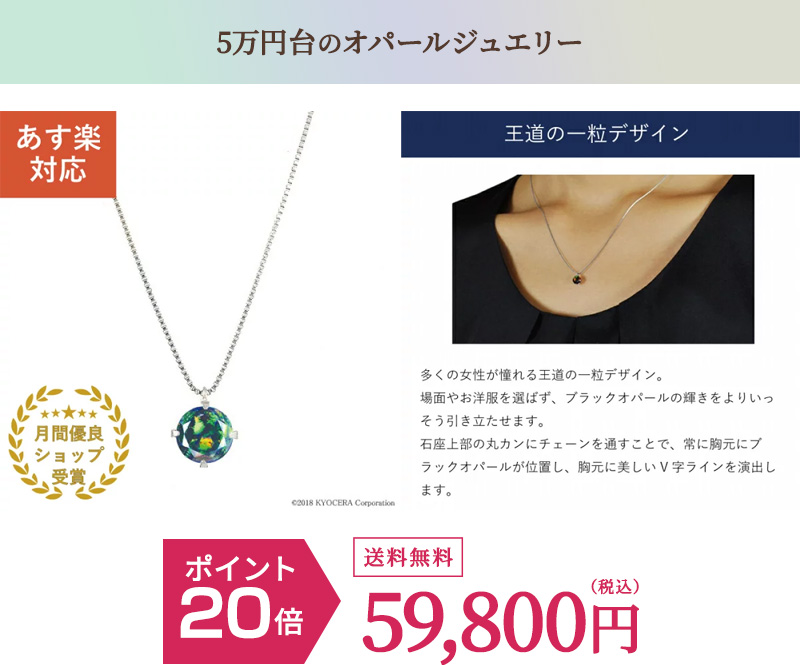 5万円台のオパールジュエリー
あす楽
対応
月間優良
ショップ
受賞
©2018 KYOCERA Corporation
王道の一粒デザイン
多くの女性が憧れる王道の一粒デザイン。
場面やお洋服を選ばず、ブラックオパールの輝きをよりいっ
そう引き立たせます。
石座上部の丸カンにチェーンを通すことで、常に胸元にブ
ラックオパールが位置し、胸元に美しいV字ラインを演出し
ます。
ポイント
20倍
送料無料
(税込)
59,800円